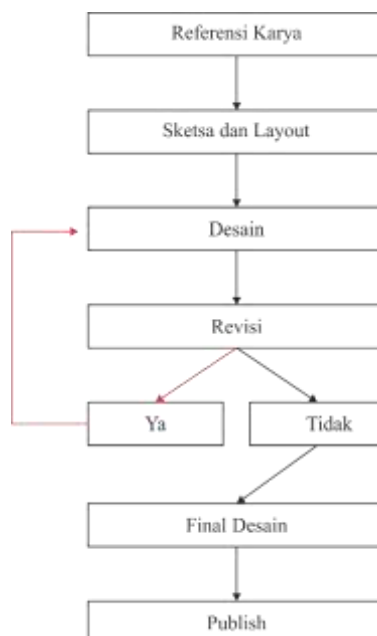 Referensi Karya
Sketsa dan Layout
Desain
Revisi
Ya
Tidak
Final Desain
Publish